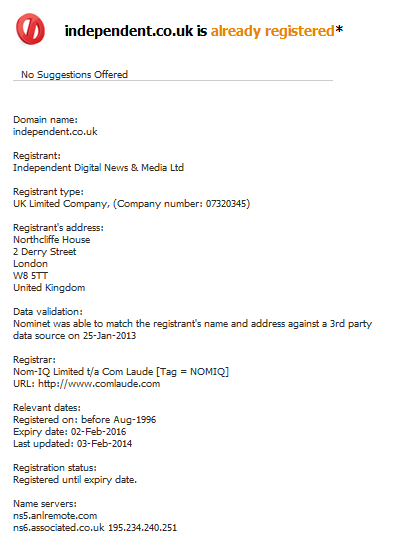 independent.co.uk is already registered*
No Suggestions Offered
Domain name:
independent.co.uk
Registrant:
Independent Digital News & Media Ltd
Registrant type:
UK Limited Company, (Company number: 07320345)
Registrant's address:
Northcliffe House
2 Derry Street
London
W8 5TT
United Kingdom
Data validation:
Nominet was able to match the registrant's name and address against a 3rd party
data source on 25-Jan-2013
Registrar:
Nom-IQ Limited t/a Com Laude [Tag = NOMIQ]
URL: http://www.comlaude.com
Relevant dates:
Registered on: before Aug-1996
Expiry date: 02-Feb-2016
Last updated: 03-Feb-2014
Registration status:
Registered until expiry date.
Name servers:
ns5.anlremote.com
ns6.associated.co.uk 195.234.240.251